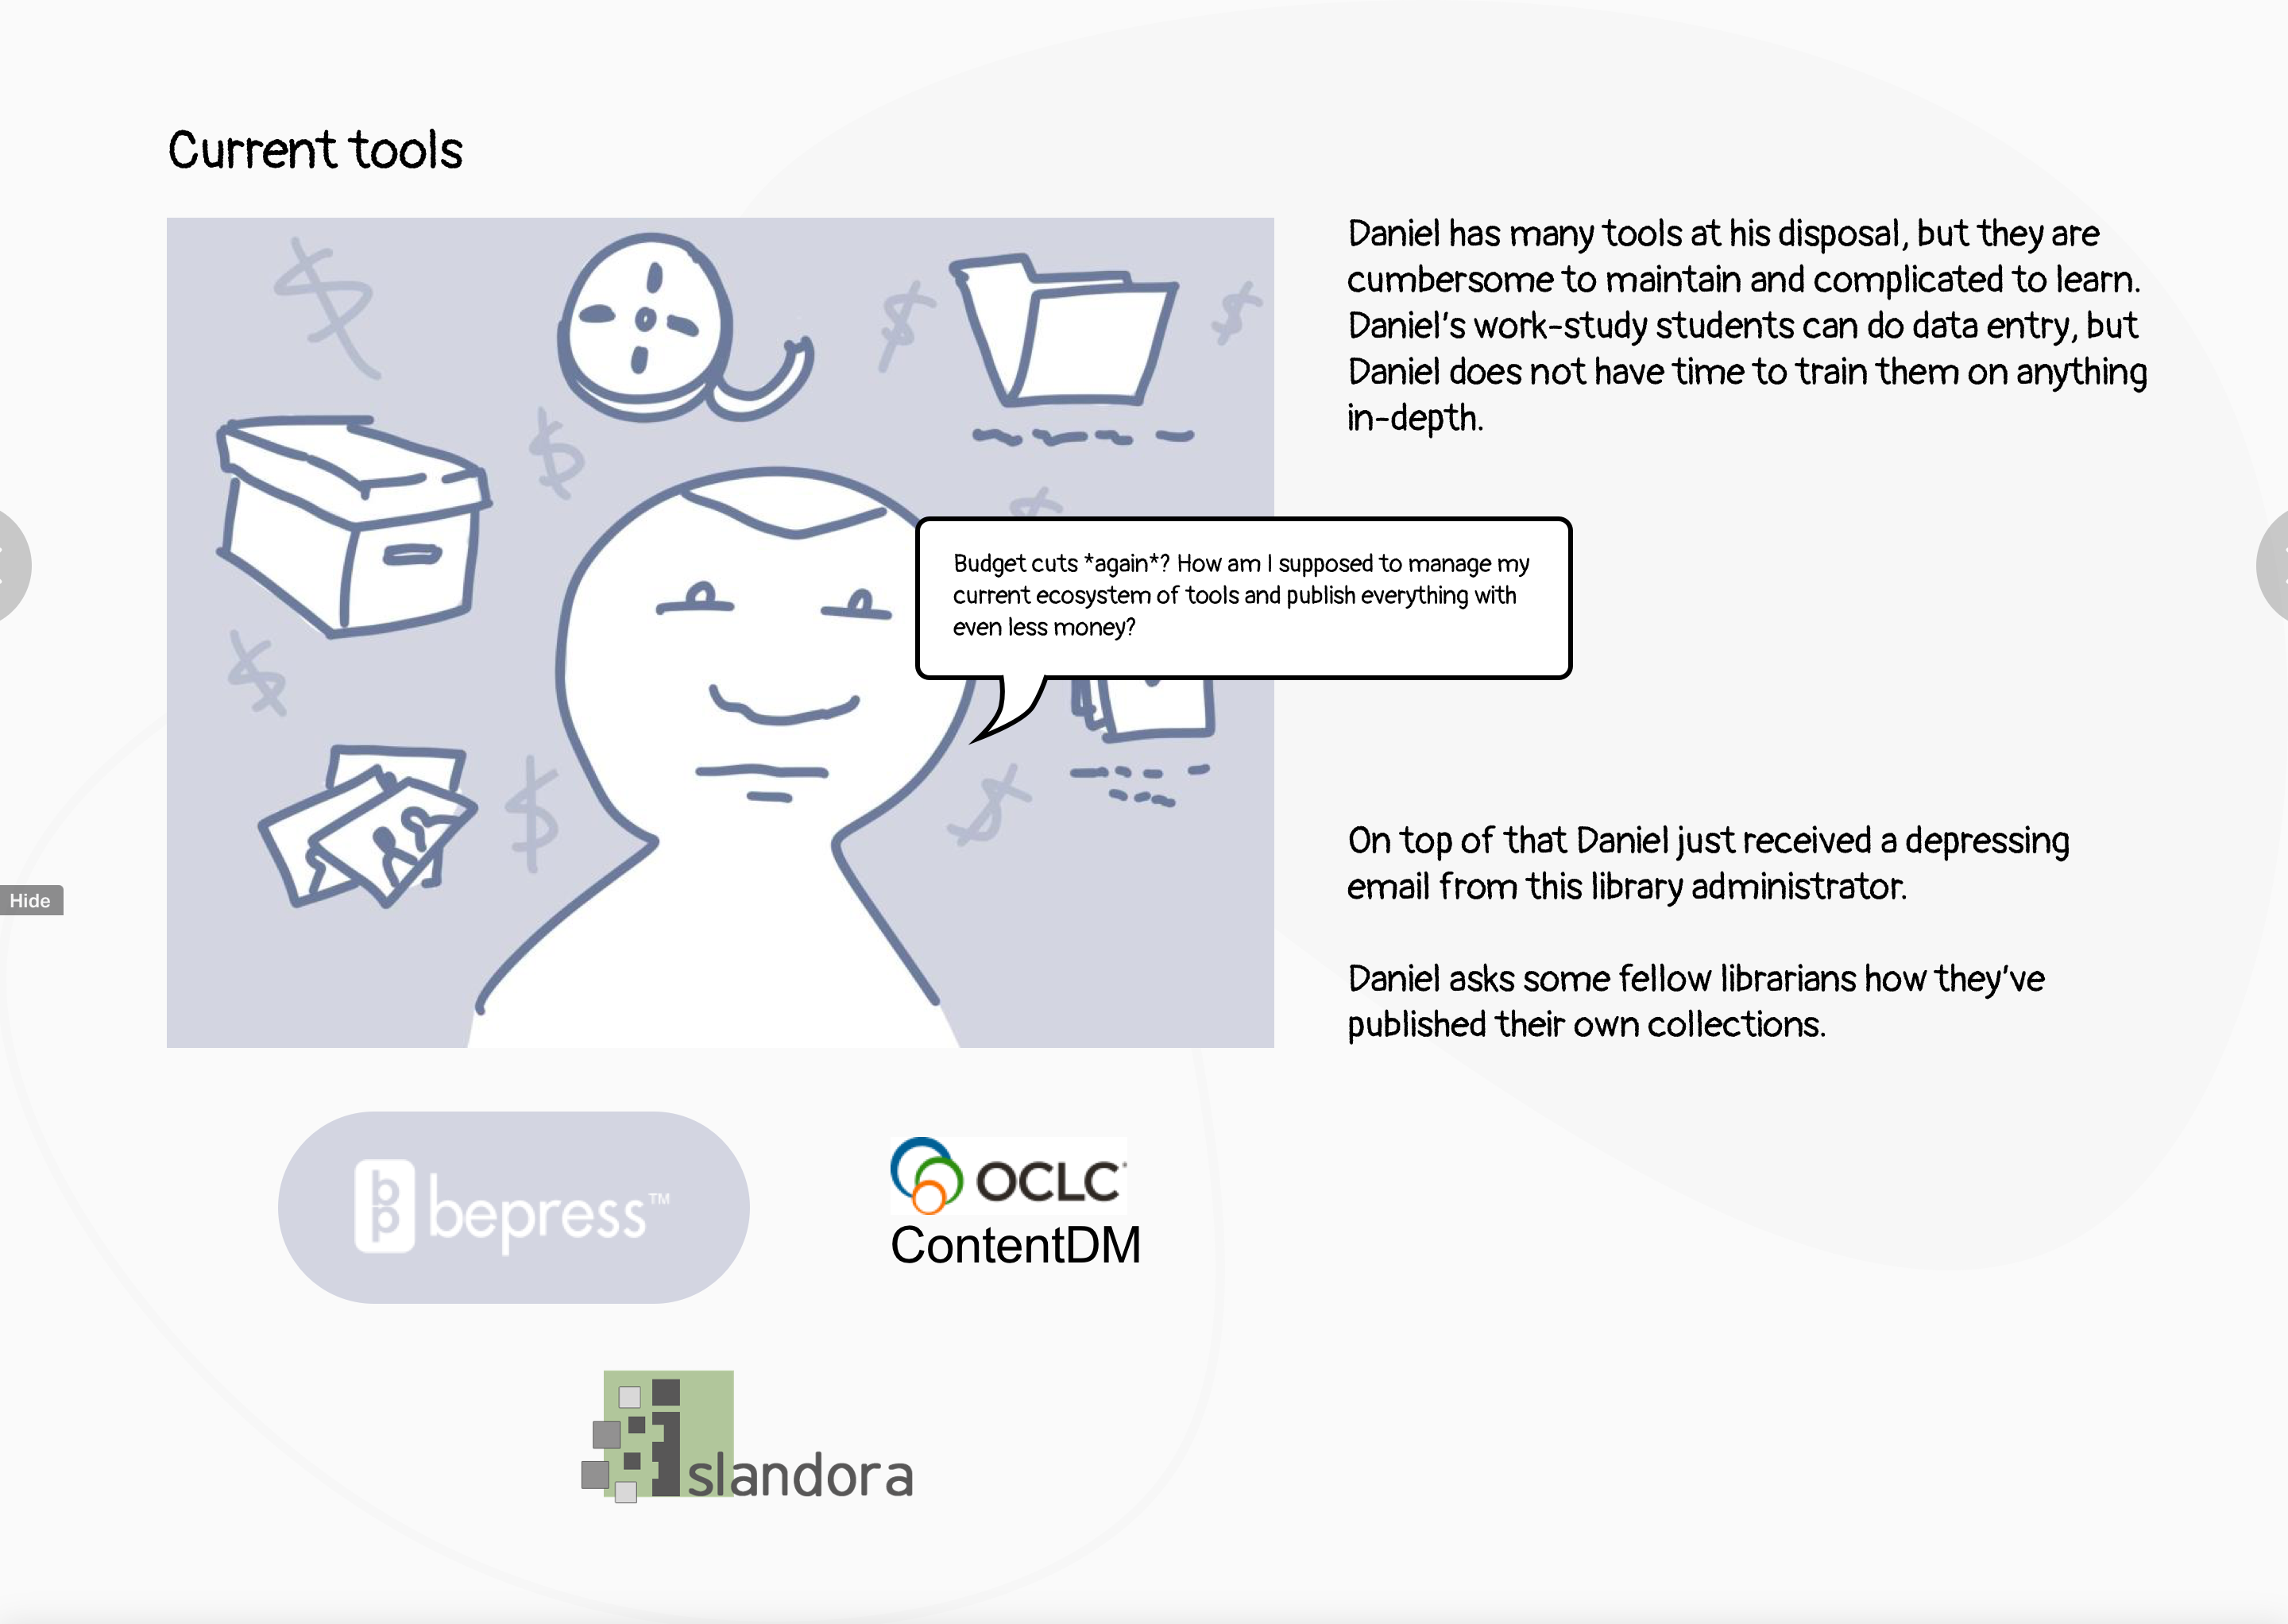 Current tools
Daniel has many tools at his disposal, but they are
cumbersome to maintain and complicated to learn.
Daniel's work-study students can do data entry, but
Daniel does not have time to train them on anything
in-depth.
Budget cuts *again*? How am I supposed to manage my
current ecosystem of tools and publish everything with
even less money?
On top of that Daniel just received a depressing
email from this library administrator.
Daniel asks some fellow librarians how they've
published their own collections.
Hide
$
$
$
$
$
$
$
$
bp bepress™
OCLC
ContentDM
islandora